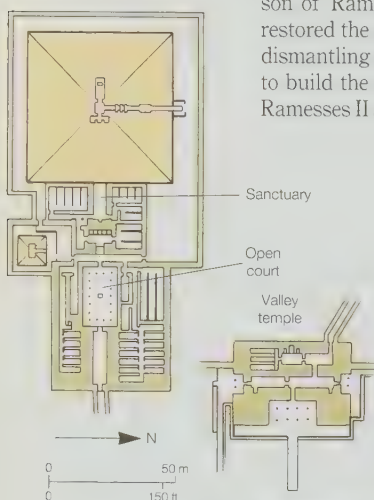 son of Ram
restored the
dismantling
to build the
Ramesses II
Sanctuary
Open
court
Valley
temple
N
0 50 m
0 150 ft